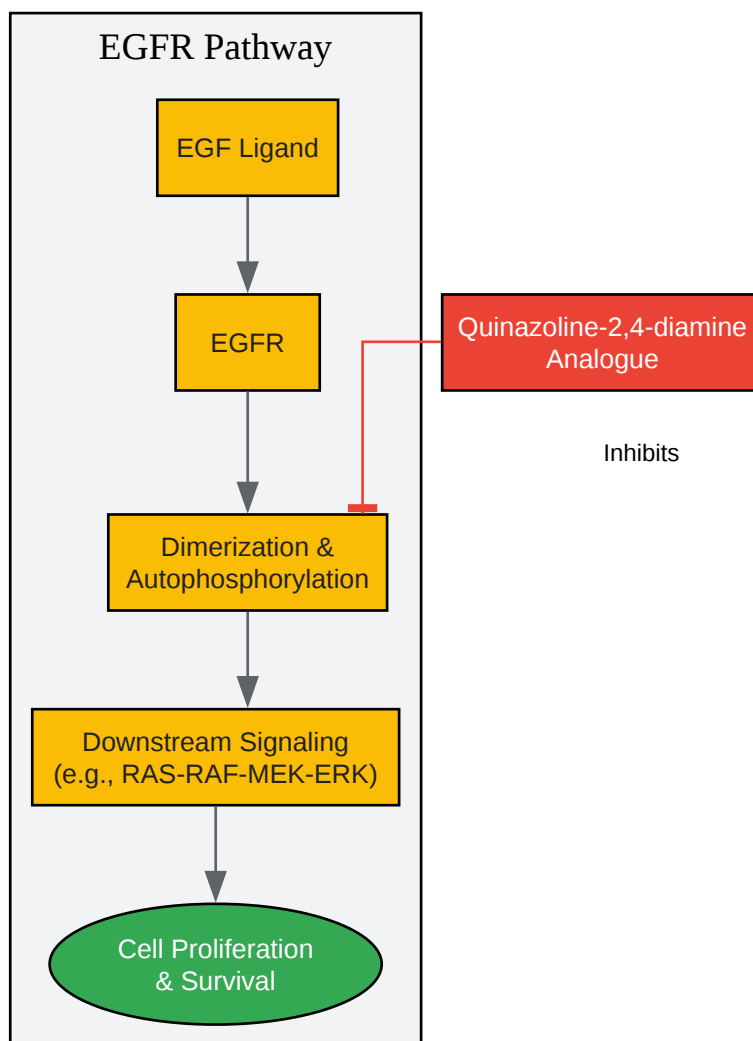 EGFR Pathway
EGF Ligand
EGFR
Quinazoline-2,4-diamine
Analogue
Inhibits
Dimerization &
Autophosphorylation
Downstream Signaling
(e.g., RAS-RAF-MEK-ERK)
Cell Proliferation
& Survival